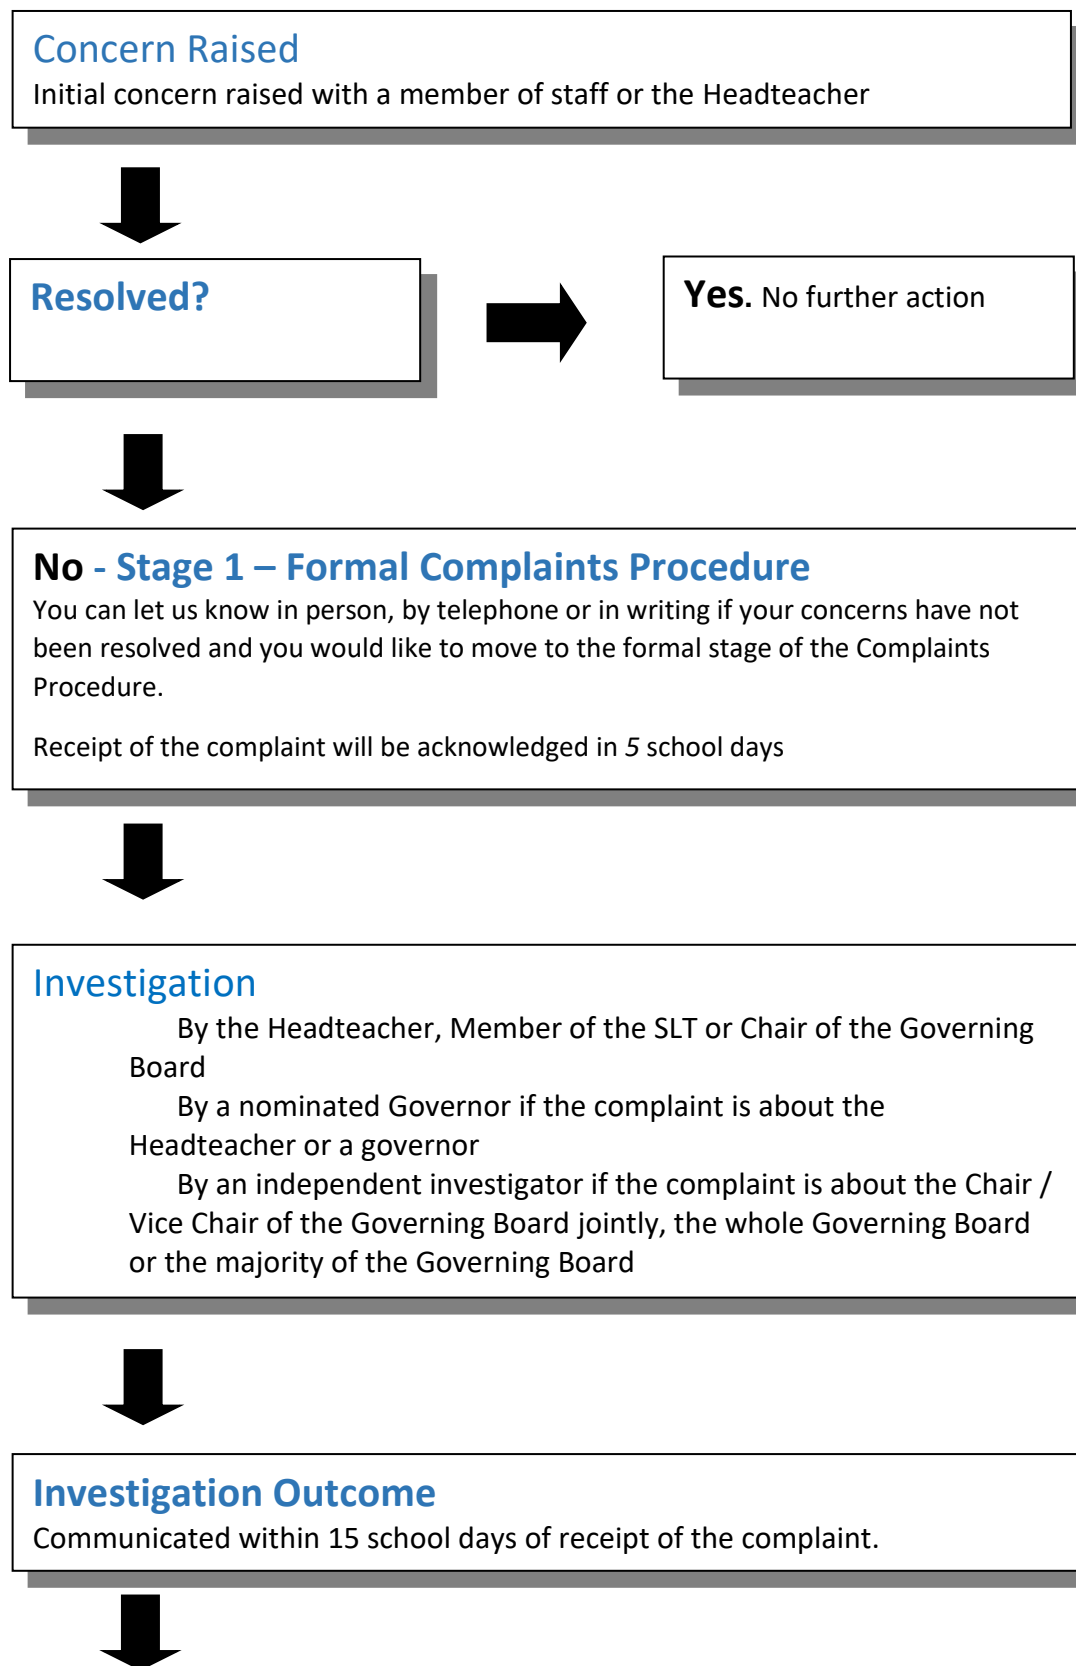 Concern Raised
Initial concern raised with a member of staff or the Headteacher
Resolved?
Yes. No further action
No - Stage 1 – Formal Complaints Procedure
You can let us know in person, by telephone or in writing if your concerns have not
been resolved and you would like to move to the formal stage of the Complaints
Procedure.
Receipt of the complaint will be acknowledged in 5 school days
Investigation
By the Headteacher, Member of the SLT or Chair of the Governing
Board
By a nominated Governor if the complaint is about the
Headteacher or a governor
By an independent investigator if the complaint is about the Chair /
Vice Chair of the Governing Board jointly, the whole Governing Board
or the majority of the Governing Board
Investigation Outcome
Communicated within 15 school days of receipt of the complaint.